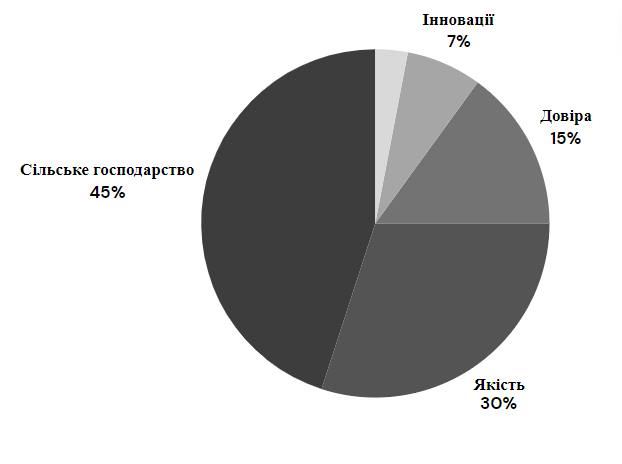 Інновації
7%
Довіра
15%
Сільське господарство
45%
Якість
30%